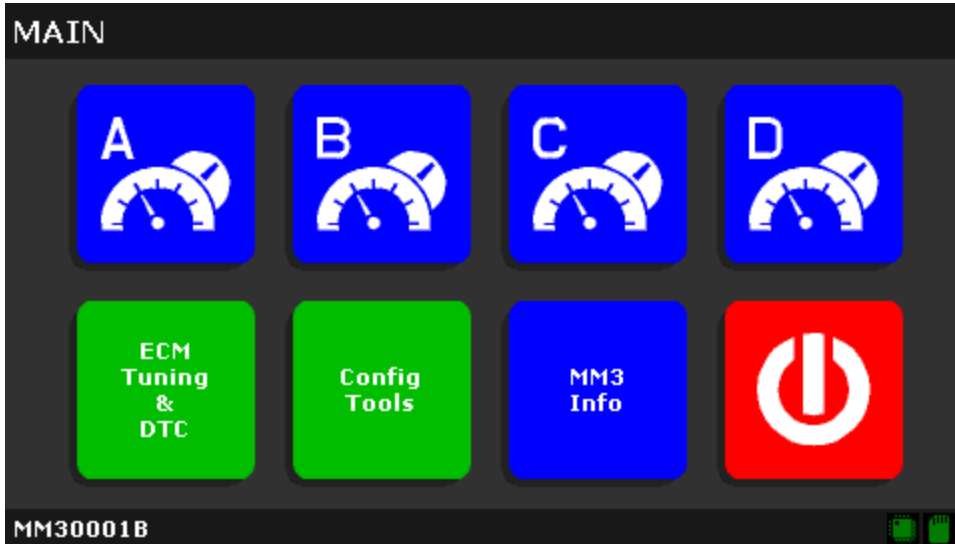 MAIN
A
B
C
D
ECM
Tuning
&
DTC
Config
Tools
MM3
Info
MM30001B